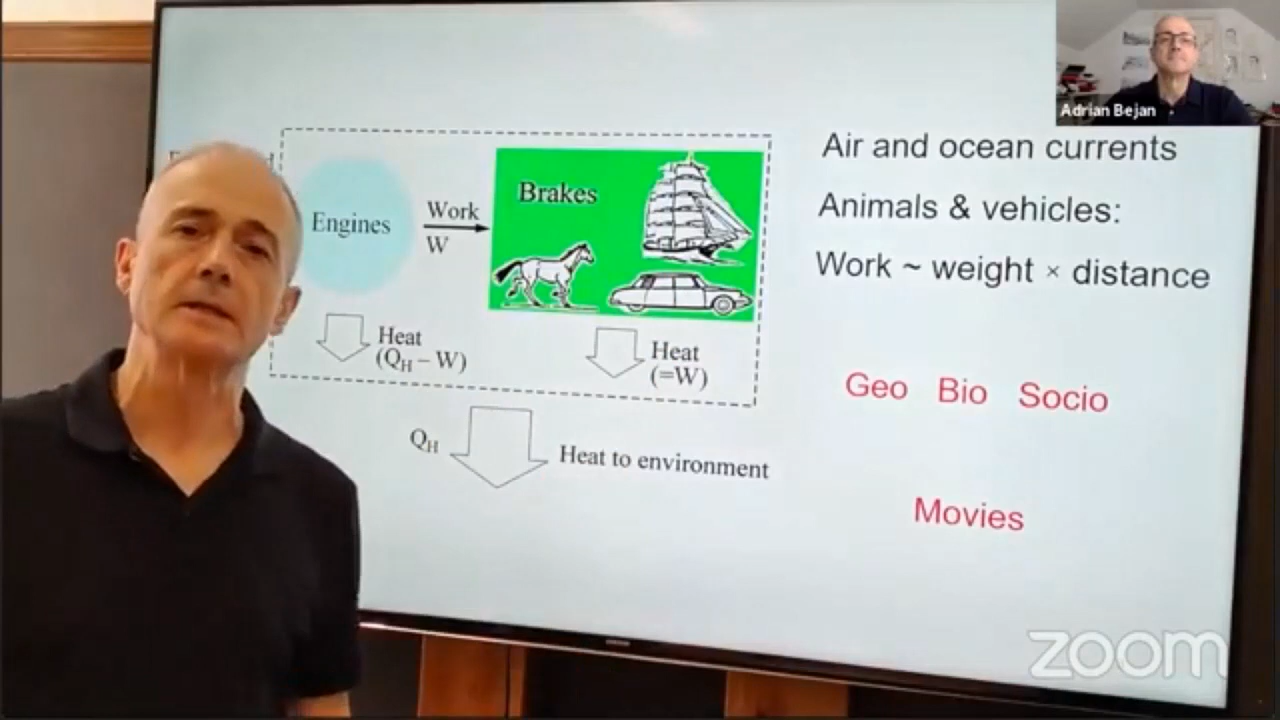 Adrian Bejan
Engines
Work
W
Brakes
Heat
(QH – W)
Heat
(=W)
QH
Heat to environment
Air and ocean currents
Animals & vehicles:
Work ~ weight × distance
Geo Bio Socio
Movies
zoom